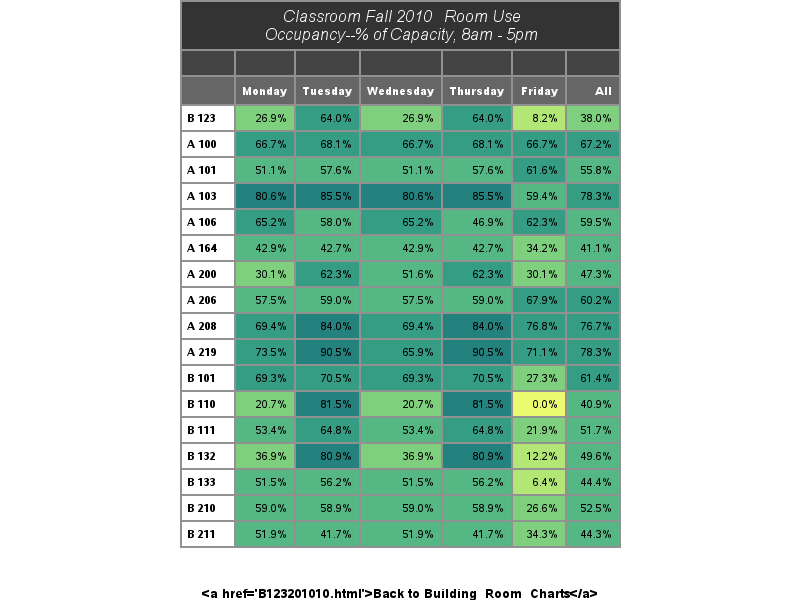 Classroom Fall 2010 Room Use
Occupancy--% of Capacity, 8am - 5pm
Monday Tuesday Wednesday Thursday Friday All
B 123 26.9% 64.0% 26.9% 64.0% 8.2% 38.0%
A 100 66.7% 68.1% 66.7% 68.1% 66.7% 67.2%
A 101 51.1% 57.6% 51.1% 57.6% 61.6% 55.8%
A 103 80.6% 85.5% 80.6% 85.5% 59.4% 78.3%
A 106 65.2% 58.0% 65.2% 46.9% 62.3% 59.5%
A 164 42.9% 42.7% 42.9% 42.7% 34.2% 41.1%
A 200 30.1% 62.3% 51.6% 62.3% 30.1% 47.3%
A 206 57.5% 59.0% 57.5% 59.0% 67.9% 60.2%
A 208 69.4% 84.0% 69.4% 84.0% 76.8% 76.7%
A 219 73.5% 90.5% 65.9% 90.5% 71.1% 78.3%
B 101 69.3% 70.5% 69.3% 70.5% 27.3% 61.4%
B 110 20.7% 81.5% 20.7% 81.5% 0.0% 40.9%
B 111 53.4% 64.8% 53.4% 64.8% 21.9% 51.7%
B 132 36.9% 80.9% 36.9% 80.9% 12.2% 49.6%
B 133 51.5% 56.2% 51.5% 56.2% 6.4% 44.4%
B 210 59.0% 58.9% 59.0% 58.9% 26.6% 52.5%
B 211 51.9% 41.7% 51.9% 41.7% 34.3% 44.3%
<a href='B123201010.html'>Back to Building Room Charts</a>